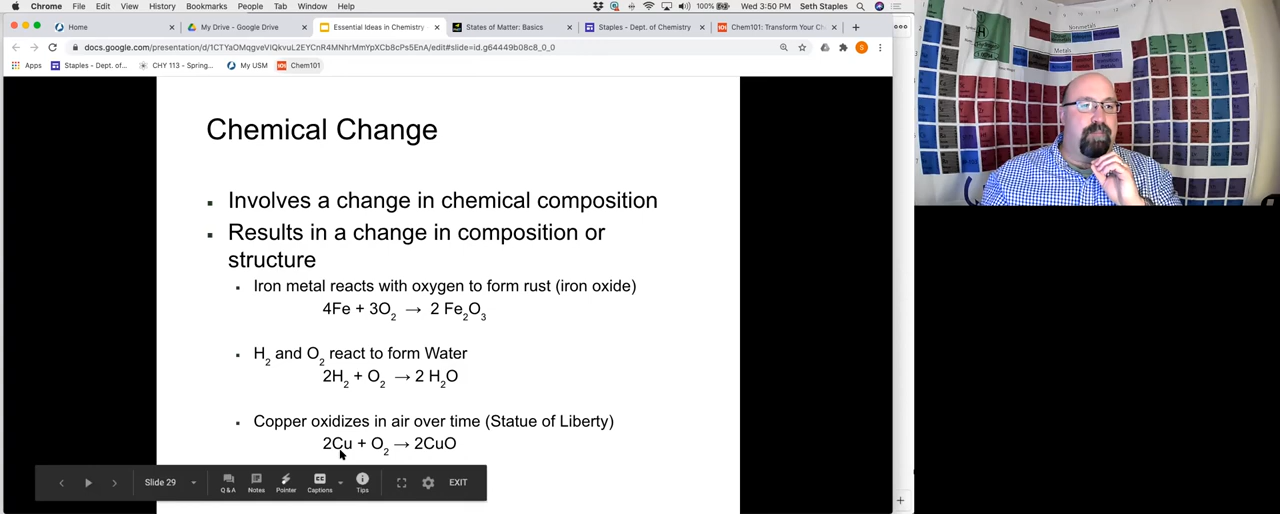 Chrome File Edit View History Bookmarks People Tab Window Help 100% Wed 3:50 PM Seth Staples
Home × My Drive - Google Drive × Essential Ideas in Chemistry × States of Matter: Basics × Staples - Dept. of Chemistry × Chem101: Transform Your Ch × +
docs.google.com/presentation/d/1CTYaOMqgveVlQkvuL2EYCnR4MNhrMmYpXCb8cPs5EnA/edit#slide=id.g64449b08c8_0_0
Apps Staples - Dept. of... CHY 113 - Spring... My USM Chem101
Chemical Change
▪ Involves a change in chemical composition
▪ Results in a change in composition or
structure
▪ Iron metal reacts with oxygen to form rust (iron oxide)
4Fe + 3O₂ → 2 Fe₂O₃
▪ H₂ and O₂ react to form Water
2H₂ + O₂ → 2 H₂O
▪ Copper oxidizes in air over time (Statue of Liberty)
2Cu + O₂ → 2CuO
Slide 29 Q & A Notes Pointer Captions Tips EXIT
Nonmetals
Metals